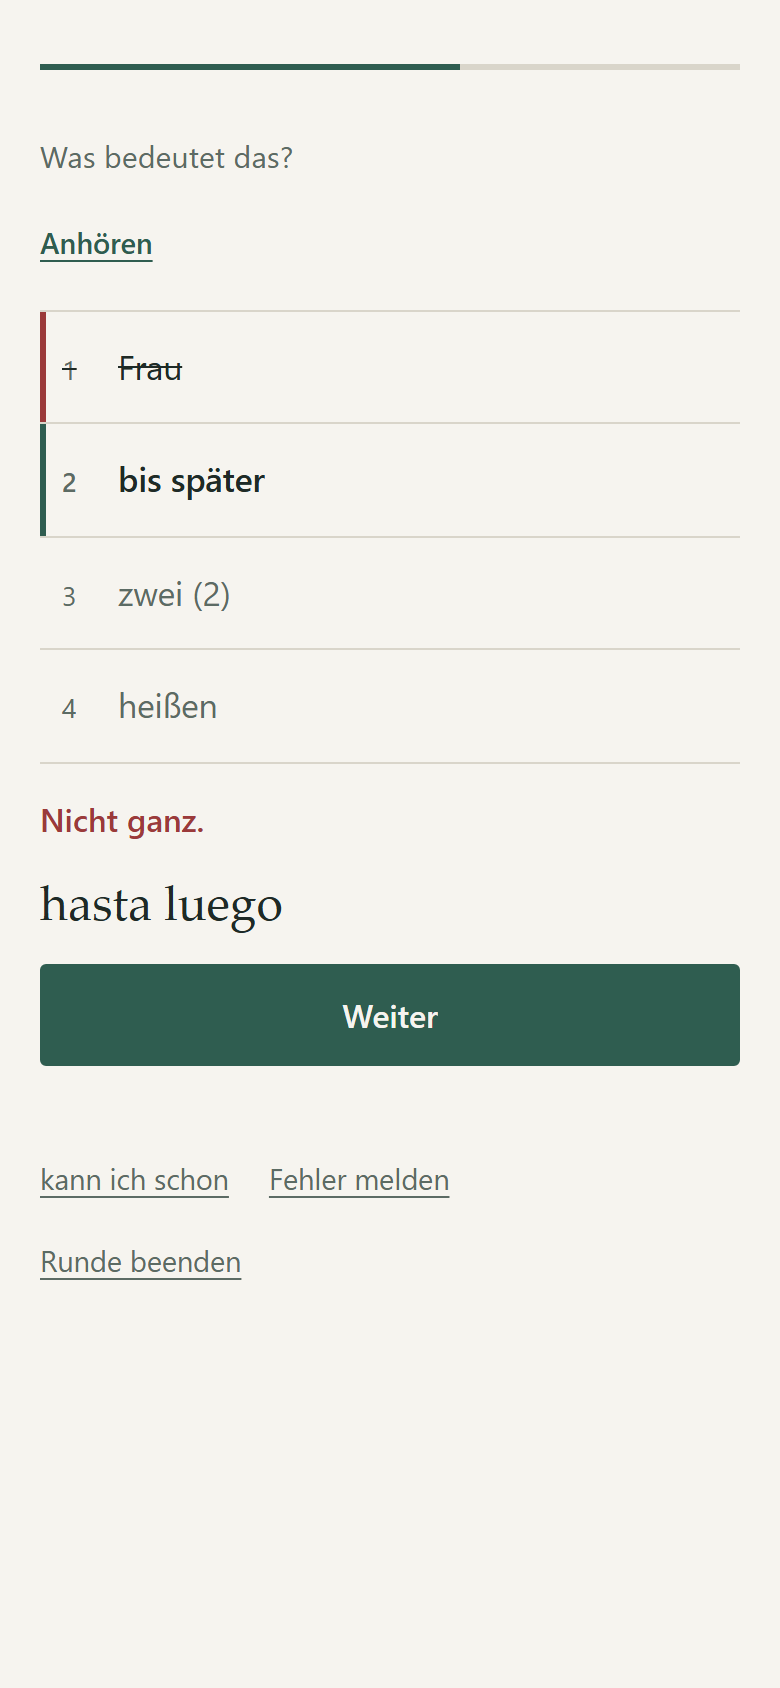 Was bedeutet das?
Anhören
1 Frau
2 bis später
3 zwei (2)
4 heißen
Nicht ganz.
hasta luego
Weiter
kann ich schon Fehler melden
Runde beenden